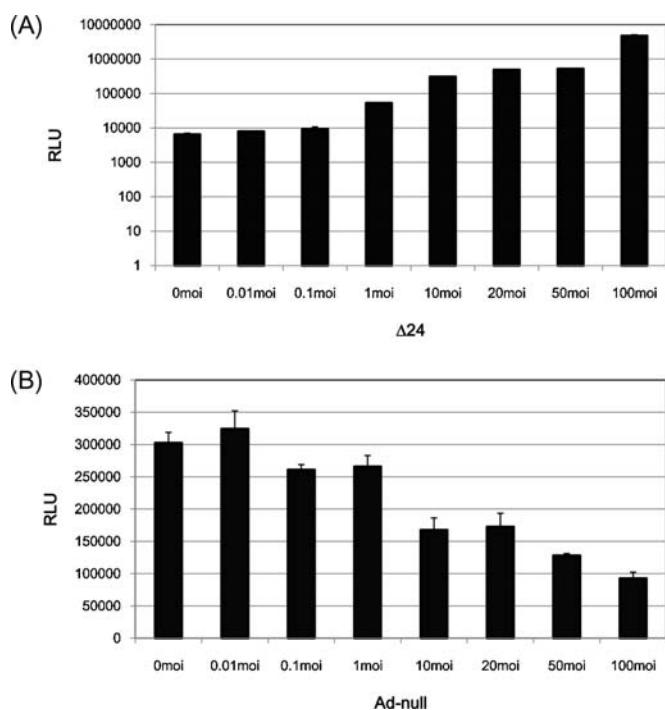 (A)
10000000
1000000
100000
10000
1000
100
10
1
RLU
0moi 0.01moi 0.1moi 1moi 10moi 20moi 50moi 100moi
Δ24
(B)
400000
350000
300000
250000
200000
150000
100000
50000
0
RLU
0moi 0.01moi 0.1moi 1moi 10moi 20moi 50moi 100moi
Ad-null